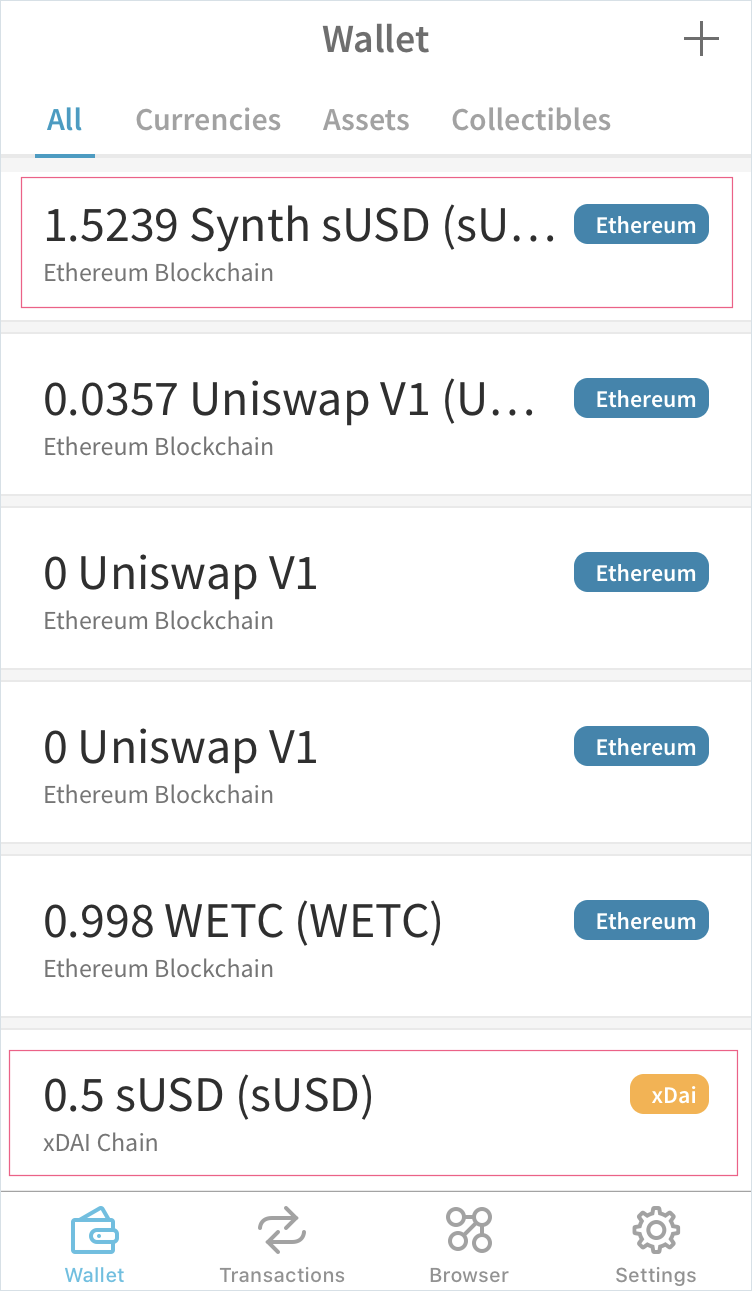 Wallet
All Currencies Assets Collectibles
1.5239 Synth sUSD (sU... Ethereum
Ethereum Blockchain
0.0357 Uniswap V1 (U... Ethereum
Ethereum Blockchain
0 Uniswap V1 Ethereum
Ethereum Blockchain
0 Uniswap V1 Ethereum
Ethereum Blockchain
0.998 WETC (WETC) Ethereum
Ethereum Blockchain
0.5 sUSD (sUSD) xDai
xDAI Chain
Wallet Transactions Browser Settings